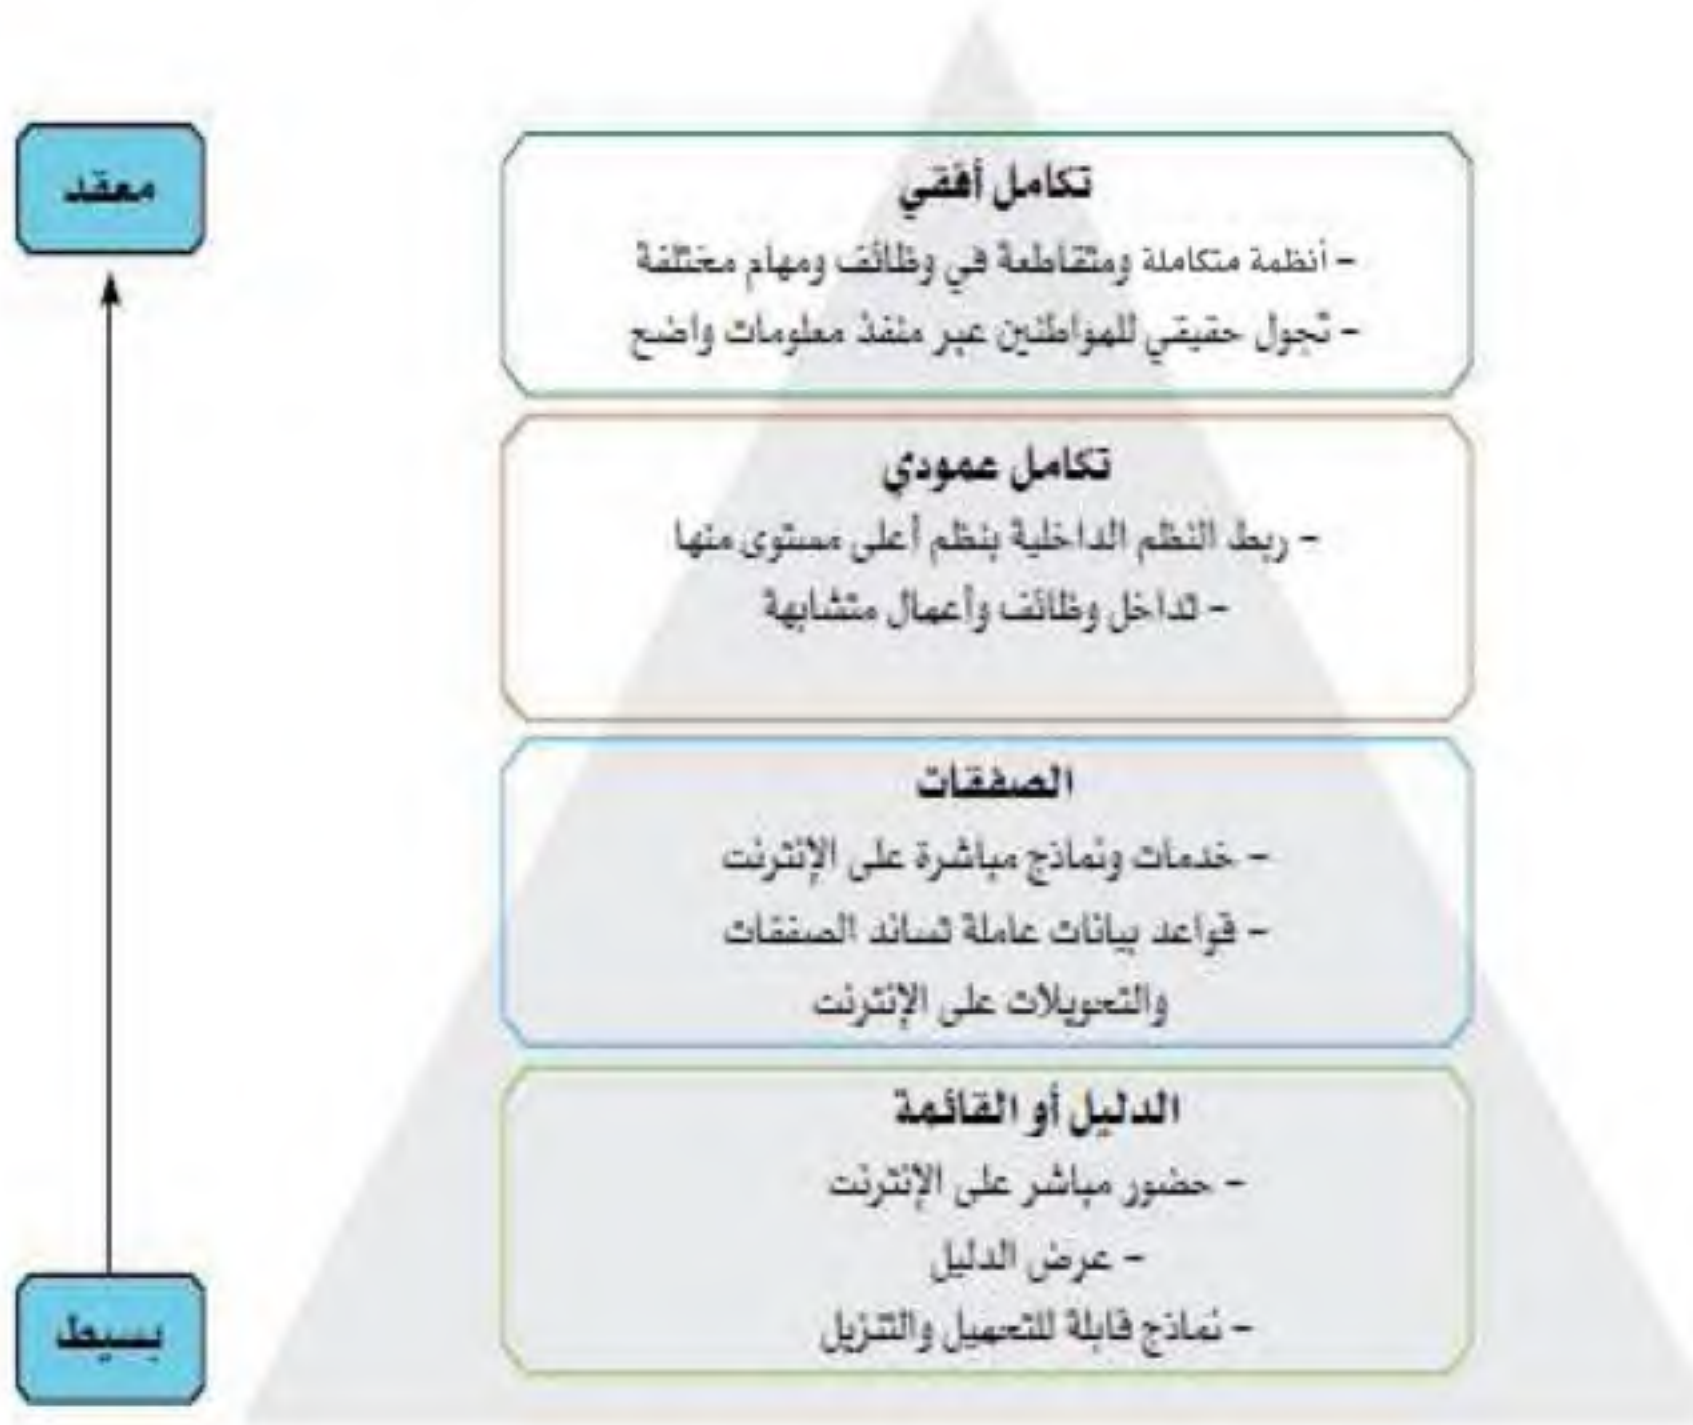 معقد
تكامل أفقي
- أنظمة متكاملة ومتقاطعة في وظائف ومهام مختلفة
- تجول حقيقي للمواطنين عبر منفذ معلومات واضح
تكامل عمودي
- ربط النظم الداخلية بنظم أعلى مستوى منها
- تداخل وظائف وأعمال متشابهة
الصفقات
- خدمات ونماذج مباشرة على الإنترنت
- قواعد بيانات عاملة تساند الصفقات
والتحويلات على الإنترنت
الدليل أو القائمة
- حضور مباشر على الإنترنت
- عرض الدليل
- نماذج قابلة للتحميل والتنزيل
بسيط